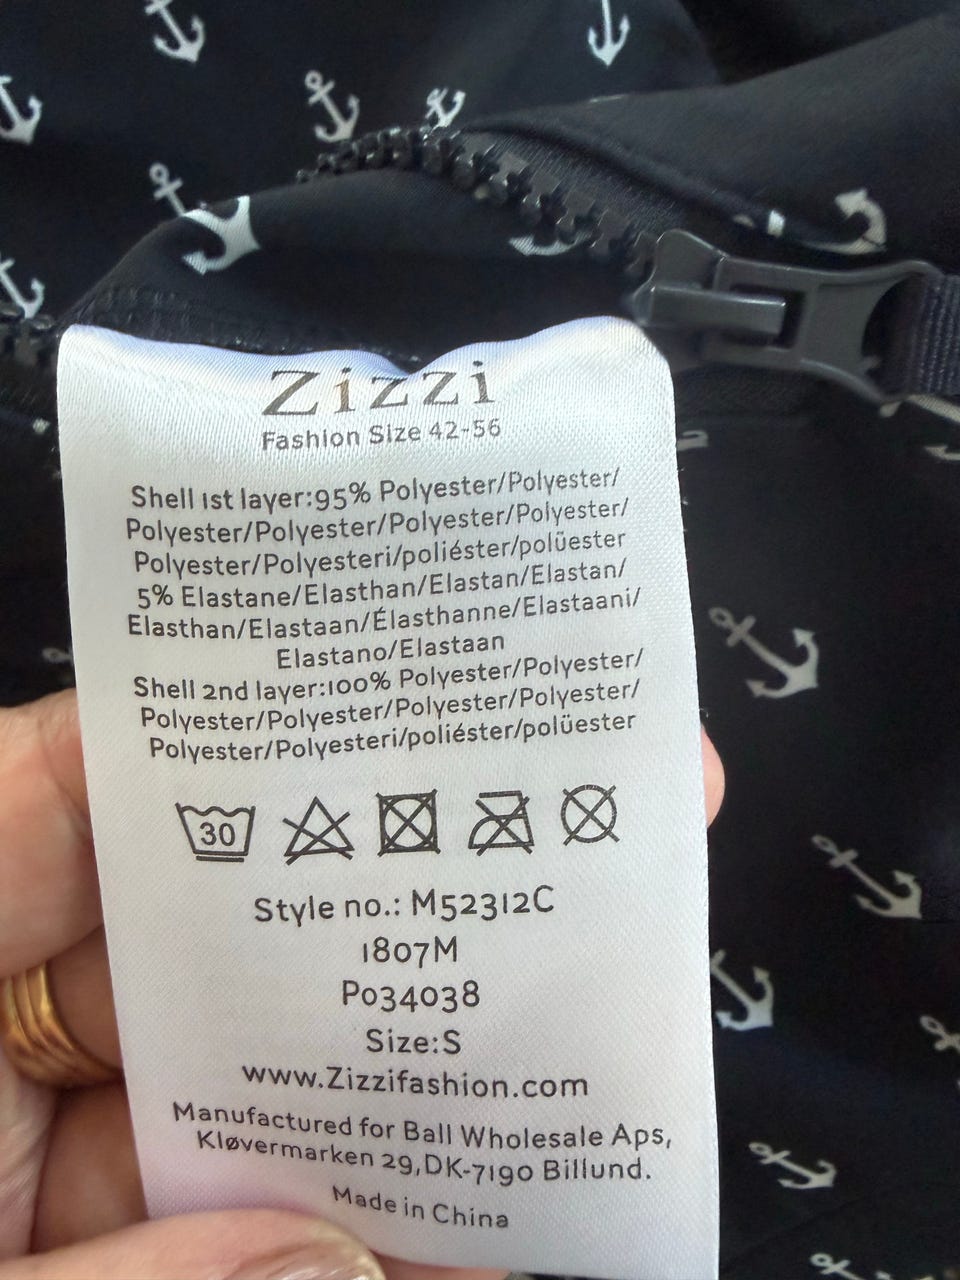 Zizzi
Fashion Size 42-56
Shell 1st layer:95% Polyester/Polyester/
Polyester/Polyester/Polyester/Polyester/
Polyester/Polyesteri/poliéster/polüester
5% Elastane/Elasthan/Elastan/Elastan/
Elasthan/Elastaan/Élasthanne/Elastaani/
Elastano/Elastaan
Shell 2nd layer:100% Polyester/Polyester/
Polyester/Polyester/Polyester/Polyester/
Polyester/Polyesteri/poliéster/polüester
30
Style no.: M52312C
1807M
P034038
Size:S
www.Zizzifashion.com
Manufactured for Ball Wholesale Aps,
Kløvermarken 29,DK-7190 Billund.
Made in China